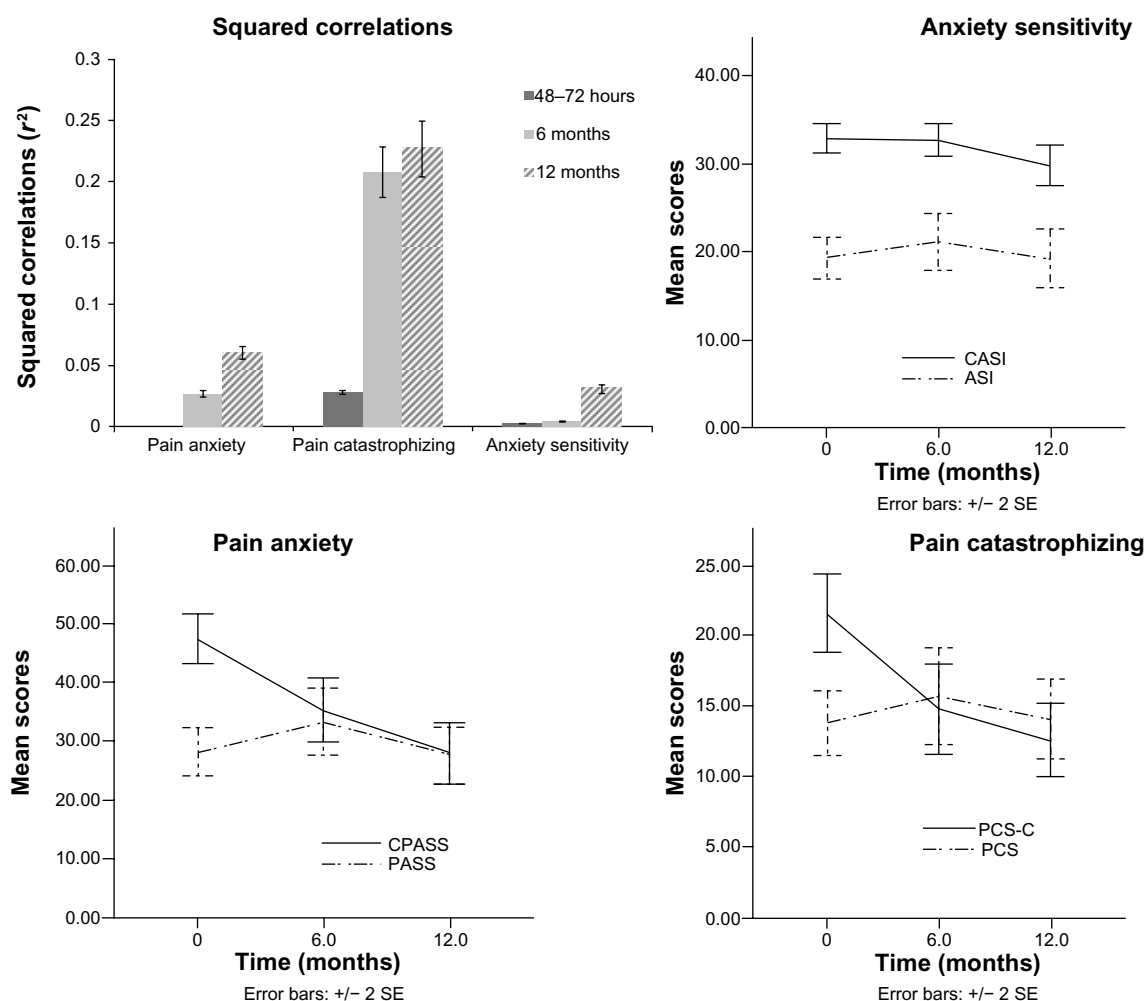 Squared correlations
0.3
0.25
0.2
0.15
0.1
0.05
0
Squared correlations (r²)
48–72 hours
6 months
12 months
Pain anxiety
Pain catastrophizing
Anxiety sensitivity
Anxiety sensitivity
40.00
30.00
20.00
10.00
0.00
Mean scores
CASI
ASI
0
6.0
12.0
Time (months)
Error bars: +/− 2 SE
Pain anxiety
60.00
50.00
40.00
30.00
20.00
10.00
0.00
Mean scores
CPASS
PASS
0
6.0
12.0
Time (months)
Error bars: +/− 2 SE
Pain catastrophizing
25.00
20.00
15.00
10.00
5.00
0.00
Mean scores
PCS-C
PCS
0
6.0
12.0
Time (months)
Error bars: +/− 2 SE